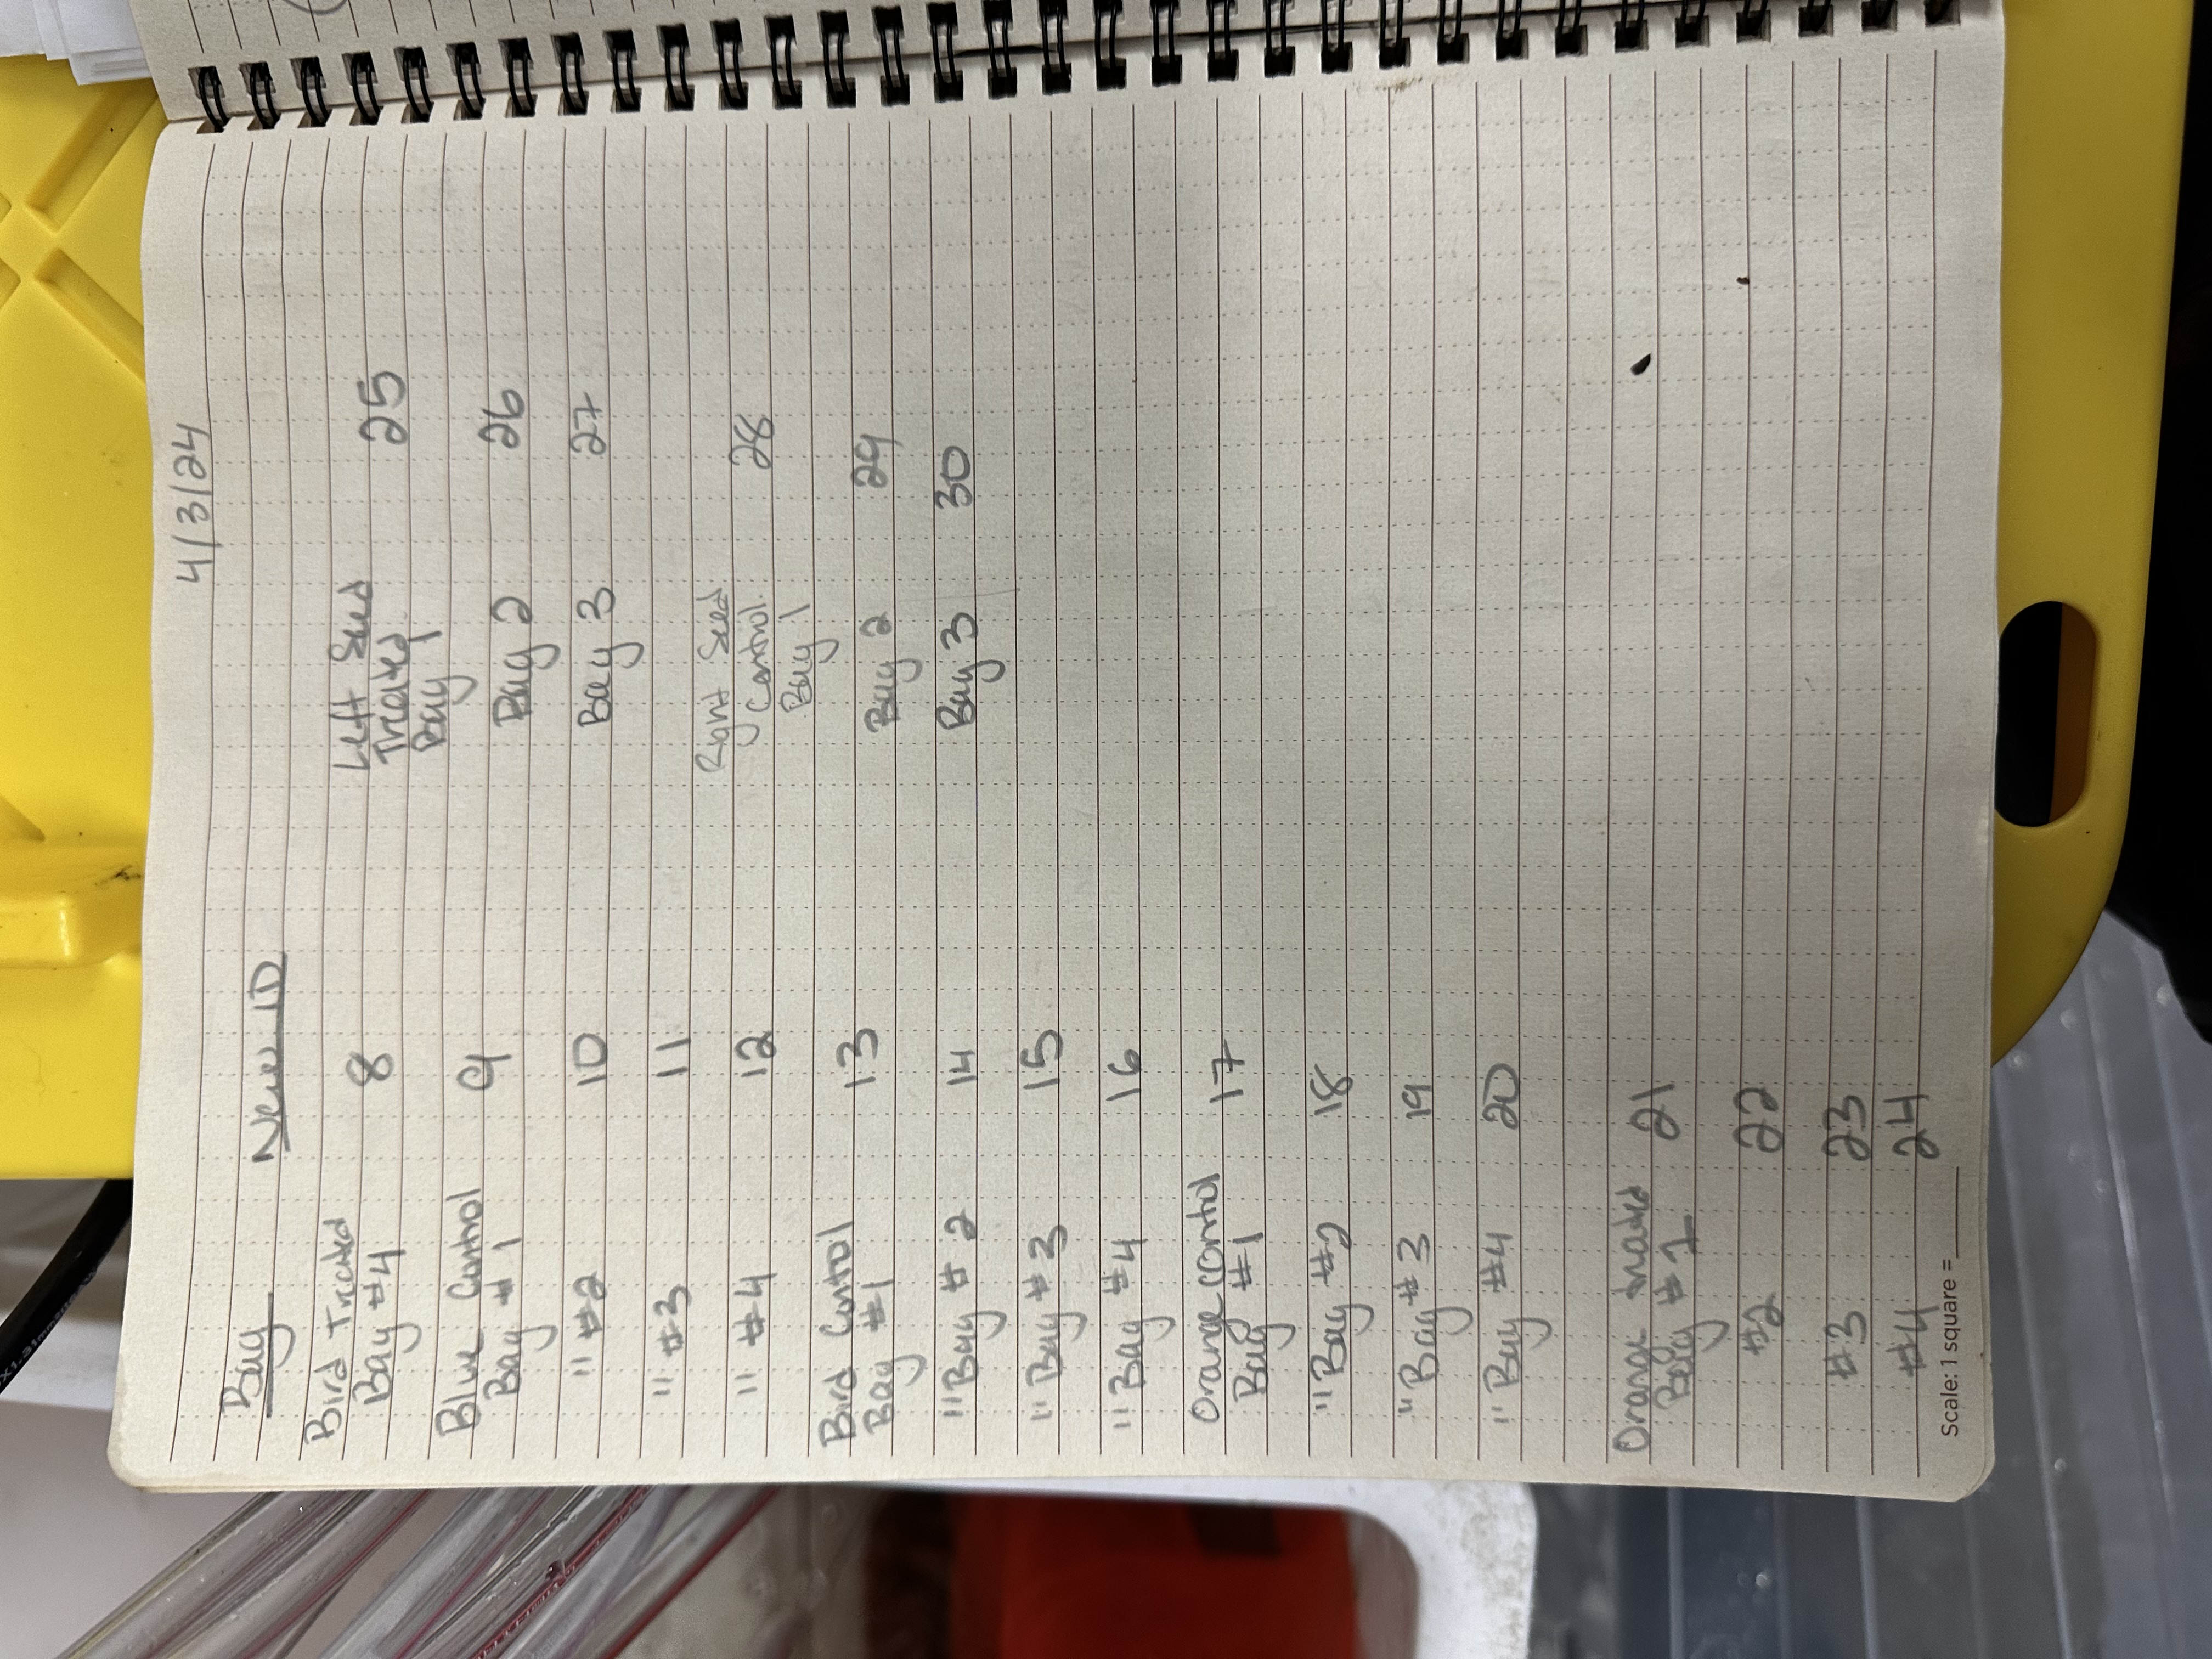 4/3/24
Bag New ID
Bird Treated
Bag #4 8
Blue Control
Bag #1 9
" #2 10
" #3 11
" #4 12
Bird Control
Bag #1 13
" Bag # 2 14
" Bag # 3 15
" Bag #4 16
Orange control
Bag #1 17
" Bag #2 18
" Bag # 3 19
" Bag #4 20
Orange treated
Bag # 1 21
#2 22
#3 23
#4 24
Left Seed
Treated 25
Bag 1
Bag 2 26
Bag 3 27
Right Seed
Control 28
Bag 1
Bag 2 29
Bag 3 30
Scale: 1 square =